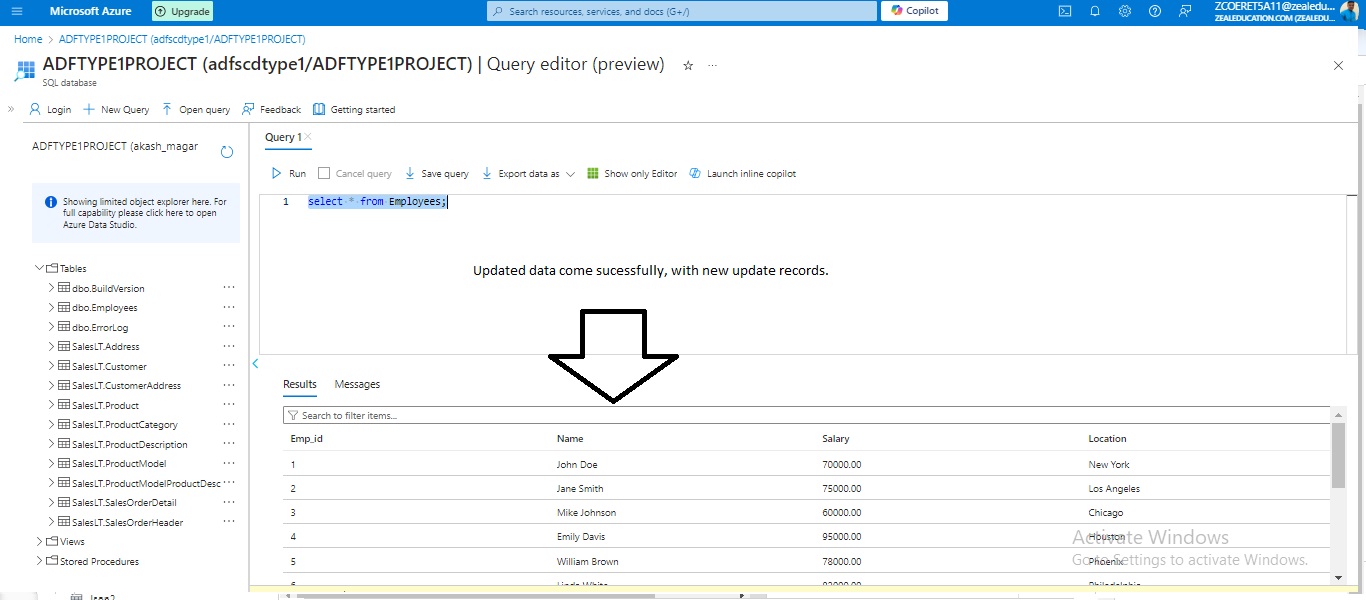 Microsoft Azure
Upgrade
Search resources, services, and docs (G+/)
Copilot
ZCOERET5A11@zealedu...
ZEALEDUCATION.COM (ZEALEDU...
Home > ADFTYPE1PROJECT (adfscdtype1/ADFTYPE1PROJECT)
ADFTYPE1PROJECT (adfscdtype1/ADFTYPE1PROJECT) | Query editor (preview)
SQL database
Login New Query Open query Feedback Getting started
ADFTYPE1PROJECT (akash_magar
Showing limited object explorer here. For
full capability please click here to open
Azure Data Studio.
Tables
dbo.BuildVersion
dbo.Employees
dbo.ErrorLog
SalesLT.Address
SalesLT.Customer
SalesLT.CustomerAddress
SalesLT.Product
SalesLT.ProductCategory
SalesLT.ProductDescription
SalesLT.ProductModel
SalesLT.ProductModelProductDesc
SalesLT.SalesOrderDetail
SalesLT.SalesOrderHeader
Views
Stored Procedures
Query 1
Run Cancel query Save query Export data as Show only Editor Launch inline copilot
1 select * from Employees;
Updated data come sucessfully, with new update records.
Results Messages
Search to filter items...
Emp_id Name Salary Location
1 John Doe 70000.00 New York
2 Jane Smith 75000.00 Los Angeles
3 Mike Johnson 60000.00 Chicago
4 Emily Davis 95000.00 Houston
5 William Brown 78000.00 Phoenix
Linda White Philadelphia
Activate Windows
Go to Settings to activate Windows.